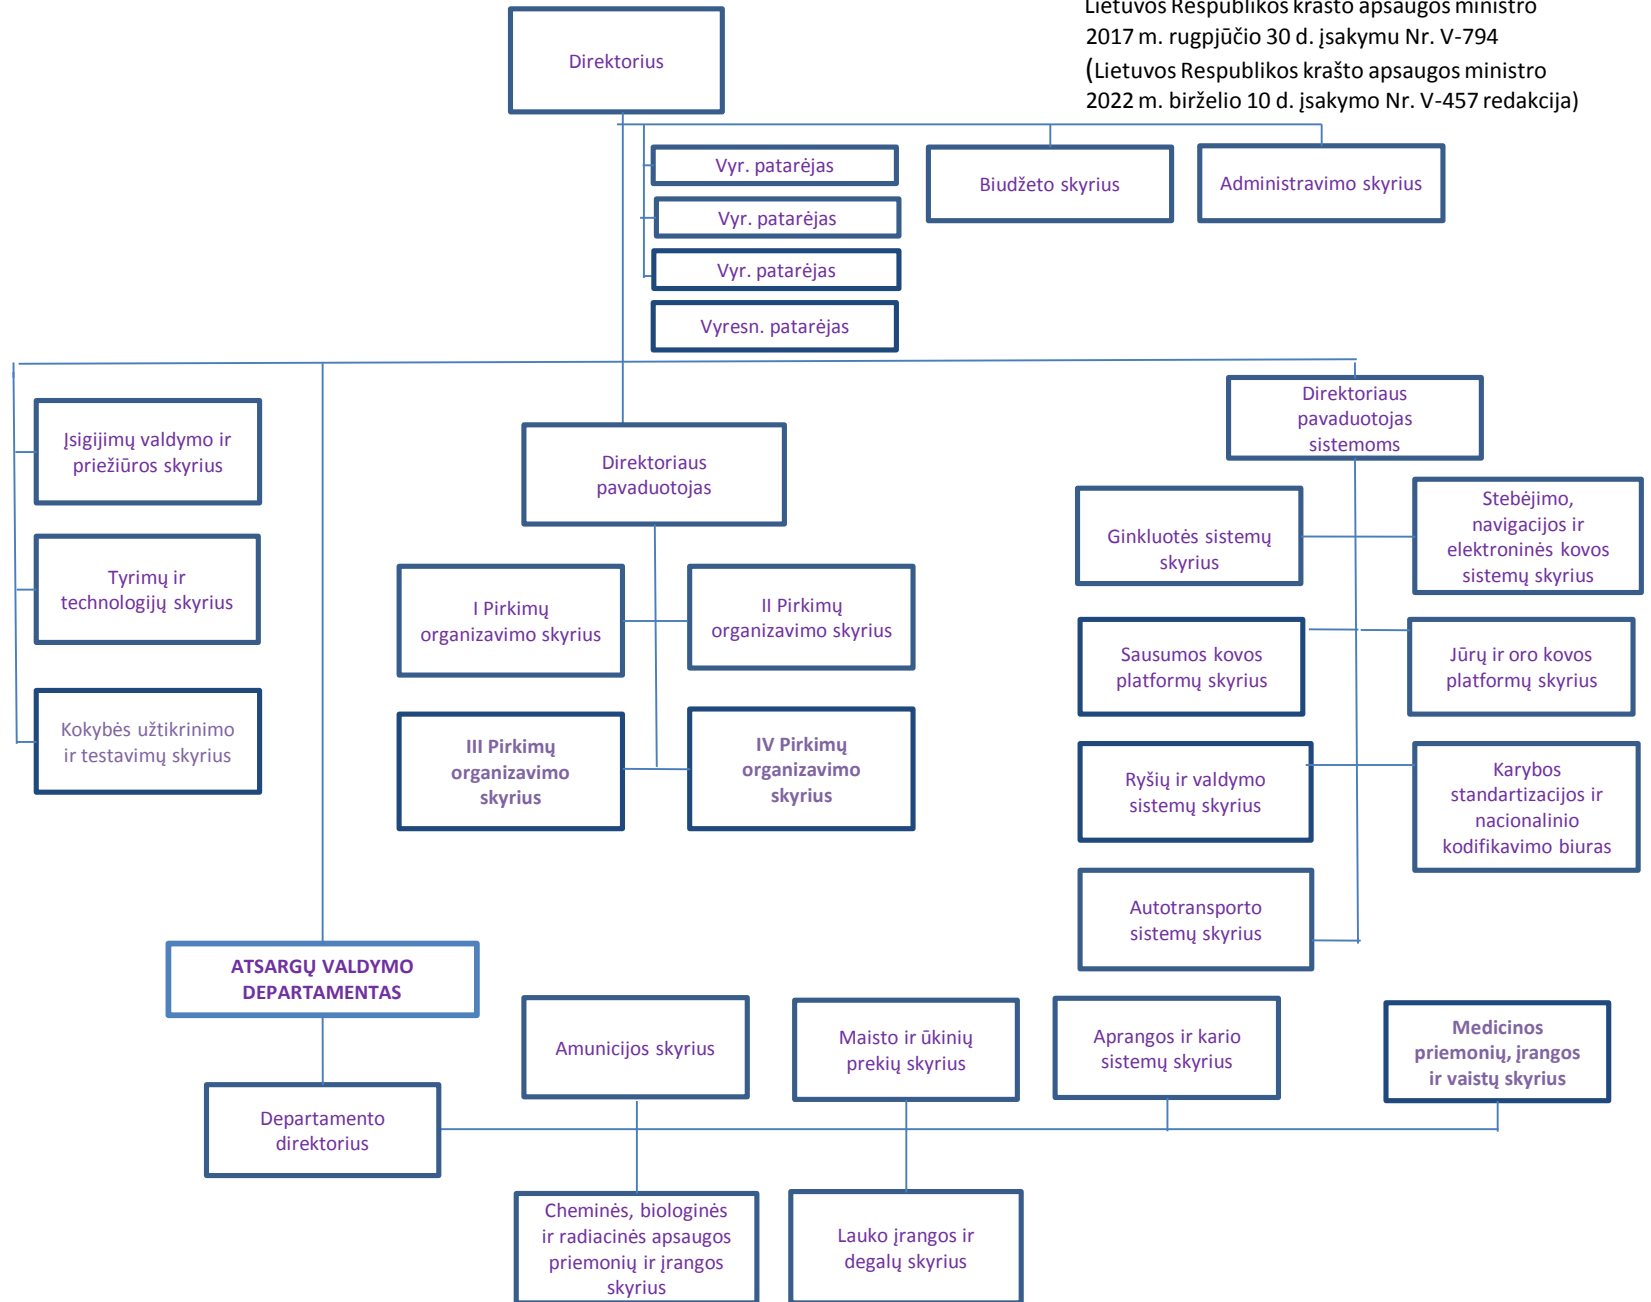 Lietuvos Respublikos krašto apsaugos ministro
2017 m. rugpjūčio 30 d. įsakymu Nr. V-794
(Lietuvos Respublikos krašto apsaugos ministro
2022 m. birželio 10 d. įsakymo Nr. V-457 redakcija)
Direktorius
Vyr. patarėjas
Vyr. patarėjas
Vyr. patarėjas
Vyresn. patarėjas
Biudžeto skyrius
Administravimo skyrius
Įsigijimų valdymo ir
priežiūros skyrius
Tyrimų ir
technologijų skyrius
Kokybės užtikrinimo
ir testavimų skyrius
Direktoriaus
pavaduotojas
I Pirkimų
organizavimo skyrius
II Pirkimų
organizavimo skyrius
III Pirkimų
organizavimo
skyrius
IV Pirkimų
organizavimo
skyrius
Direktoriaus
pavaduotojas
sistemoms
Ginkluotės sistemų
skyrius
Stebėjimo,
navigacijos ir
elektroninės kovos
sistemų skyrius
Sausumos kovos
platformų skyrius
Jūrų ir oro kovos
platformų skyrius
Ryšių ir valdymo
sistemų skyrius
Karybos
standartizacijos ir
nacionalinio
kodifikavimo biuras
Autotransporto
sistemų skyrius
ATSARGŲ VALDYMO
DEPARTAMENTAS
Departamento
direktorius
Amunicijos skyrius
Maisto ir ūkinių
prekių skyrius
Aprangos ir kario
sistemų skyrius
Medicinos
priemonių, įrangos
ir vaistų skyrius
Cheminės, biologinės
ir radiacinės apsaugos
priemonių ir įrangos
skyrius
Lauko įrangos ir
degalų skyrius